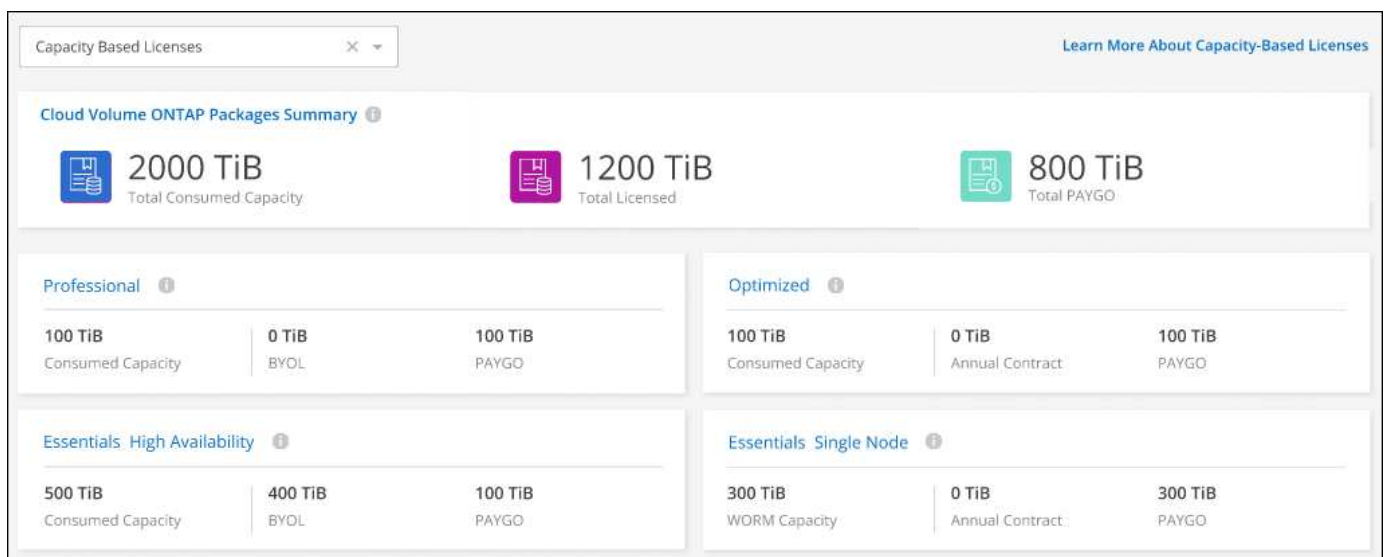 Capacity Based Licenses
Learn More About Capacity-Based Licenses
Cloud Volume ONTAP Packages Summary
2000 TiB
Total Consumed Capacity
1200 TiB
Total Licensed
800 TiB
Total PAYGO
Professional
100 TiB
Consumed Capacity
0 TiB
BYOL
100 TiB
PAYGO
Optimized
100 TiB
Consumed Capacity
0 TiB
Annual Contract
100 TiB
PAYGO
Essentials High Availability
500 TiB
Consumed Capacity
400 TiB
BYOL
100 TiB
PAYGO
Essentials Single Node
300 TiB
WORM Capacity
0 TiB
Annual Contract
300 TiB
PAYGO